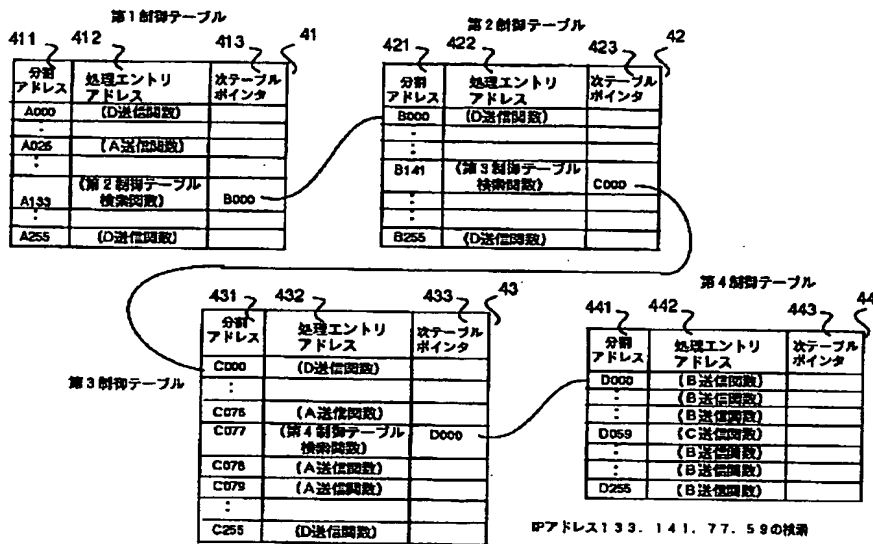 第1制御テーブル
411 412 413 41
分割アドレス 処理エントリアドレス 次テーブルポインタ
A000 (D送信関数)
:
A026 (A送信関数)
:
A133 (第2制御テーブル検索関数) B000
:
A255 (D送信関数)
第2制御テーブル
421 422 423 42
分割アドレス 処理エントリアドレス 次テーブルポインタ
B000 (D送信関数)
:
:
B141 (第3制御テーブル検索関数) C000
:
:
B255 (D送信関数)
第3制御テーブル
431 432 433 43
分割アドレス 処理エントリアドレス 次テーブルポインタ
C000 (D送信関数)
:
C076 (A送信関数)
C077 (第4制御テーブル検索関数) D000
C078 (A送信関数)
C079 (A送信関数)
:
C255 (D送信関数)
第4制御テーブル
441 442 443 44
分割アドレス 処理エントリアドレス 次テーブルポインタ
D000 (B送信関数)
: (B送信関数)
: (B送信関数)
D059 (C送信関数)
: (B送信関数)
: (B送信関数)
D255 (B送信関数)
IPアドレス133.141.77.59の検索